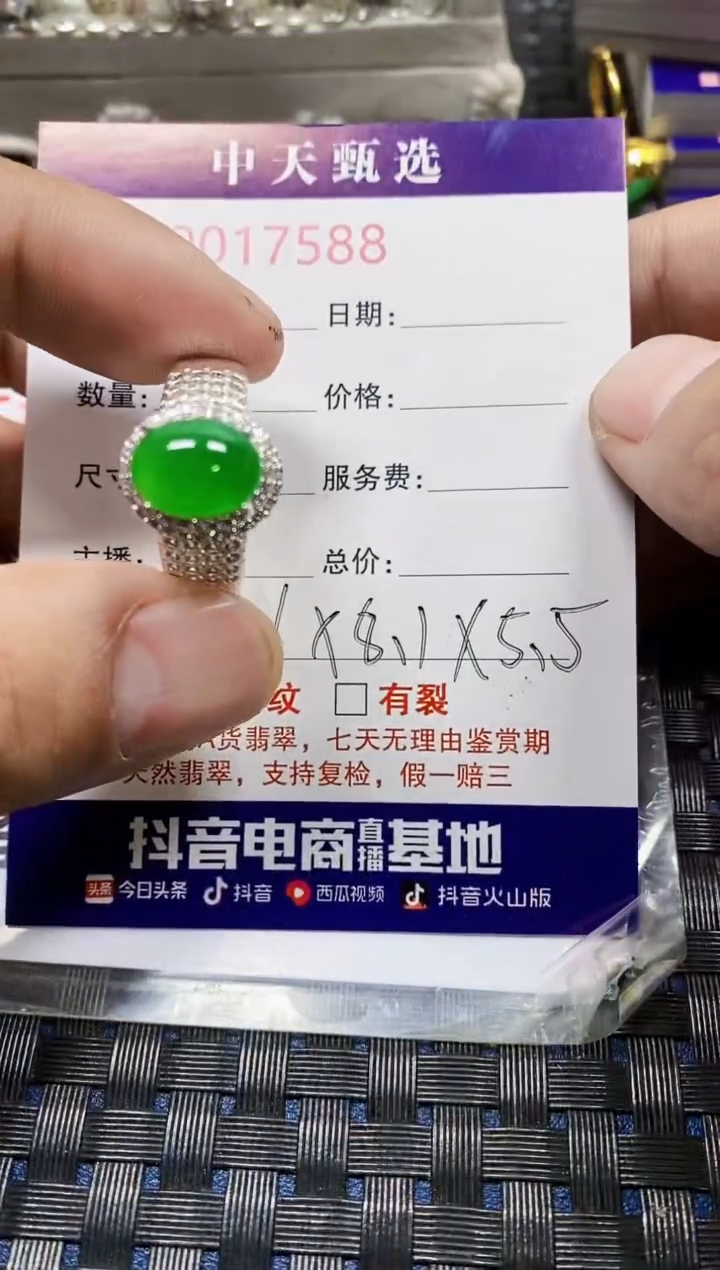 中天甄选
017588
日期:
数量: 价格:
尺寸 服务费:
主播: 总价:
X8.1X5.5
纹 □有裂
A货翡翠，七天无理由鉴赏期
天然翡翠，支持复检，假一赔三
抖音电商直播基地
头条 今日头条 抖音 西瓜视频 抖音火山版